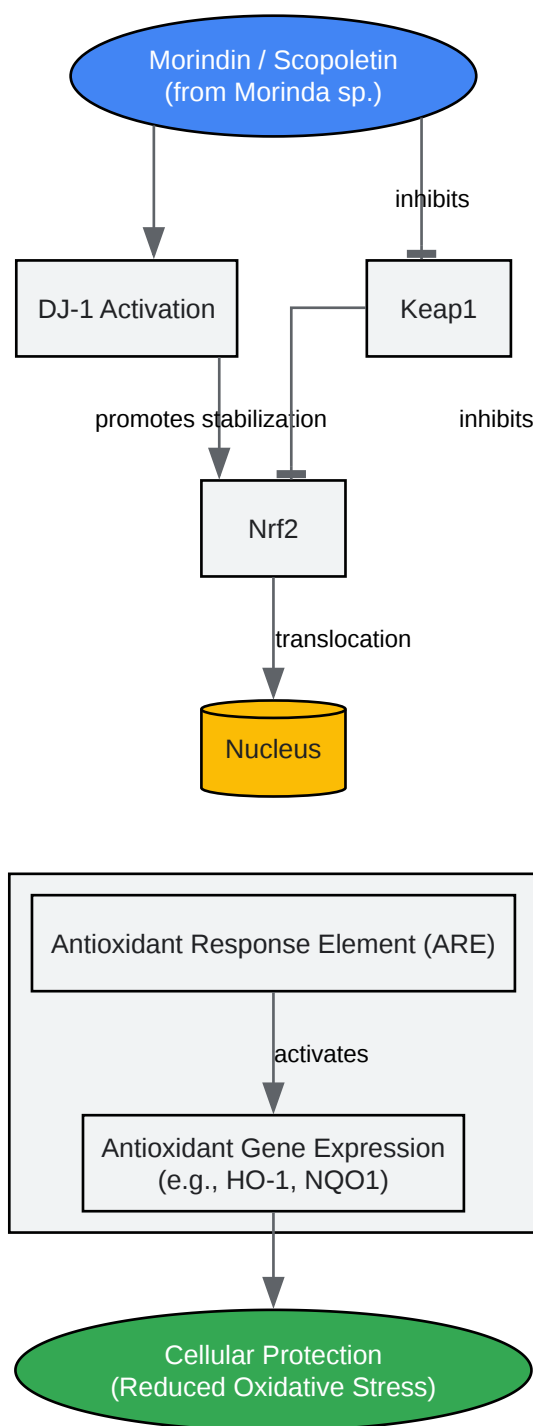 Morindin / Scopoletin
(from Morinda sp.)
inhibits
DJ-1 Activation
Keap1
promotes stabilization
inhibits
Nrf2
translocation
Nucleus
Antioxidant Response Element (ARE)
activates
Antioxidant Gene Expression
(e.g., HO-1, NQO1)
Cellular Protection
(Reduced Oxidative Stress)